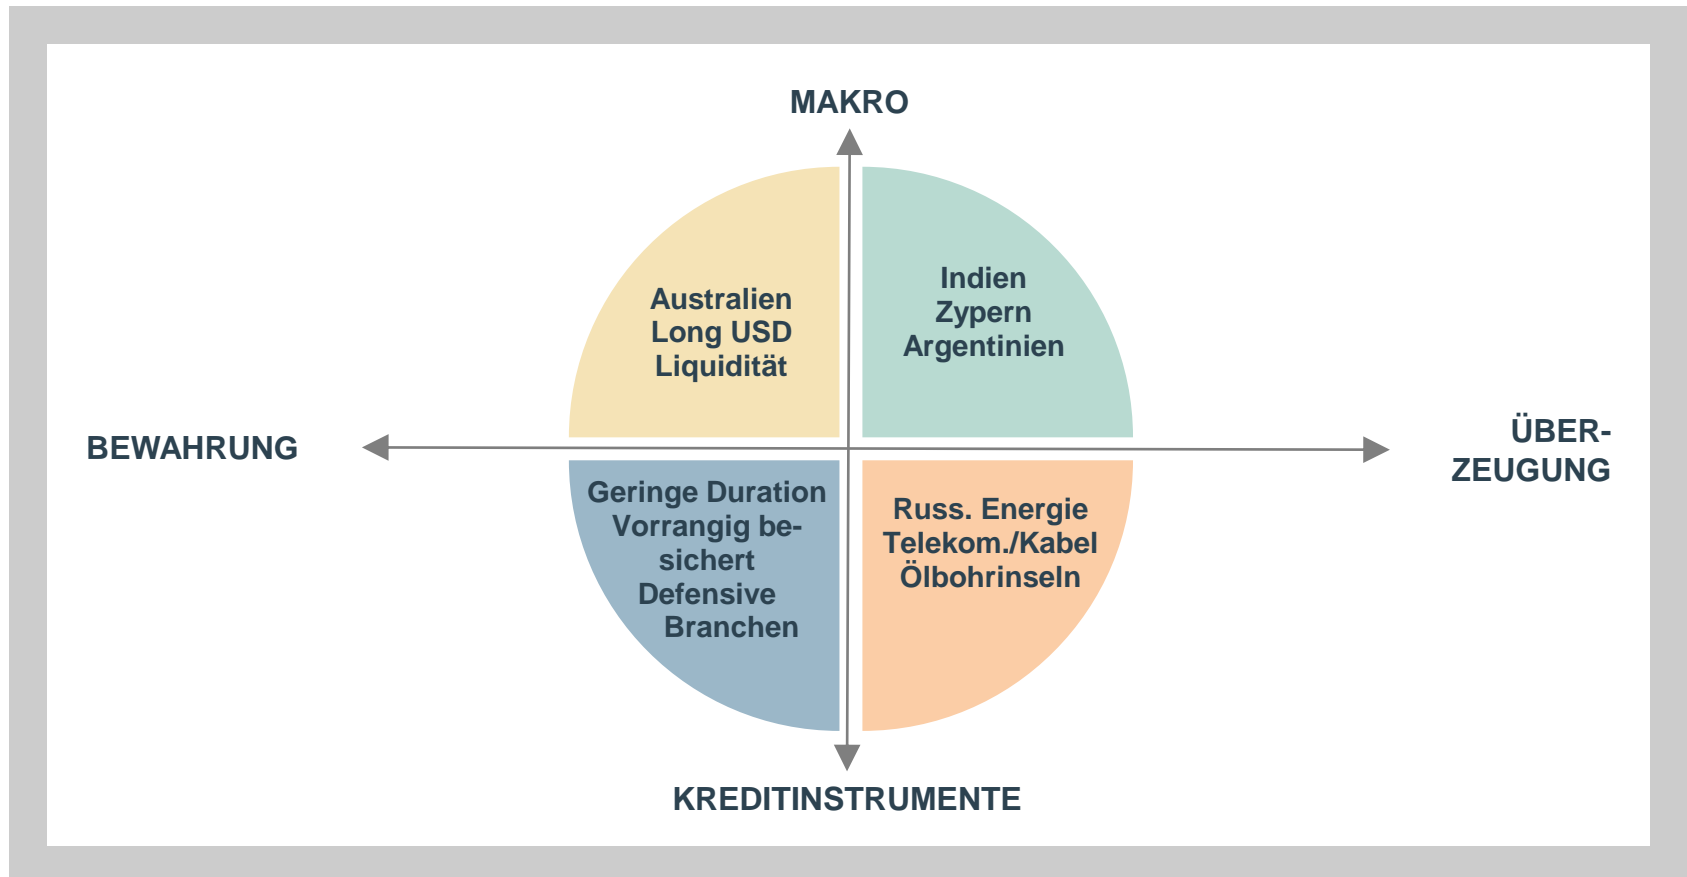 MAKRO
Australien
Long USD
Liquidität
Indien
Zypern
Argentinien
BEWAHRUNG
ÜBER-
ZEUGUNG
Geringe Duration
Vorrangig be-
sichert
Defensive
Branchen
Russ. Energie
Telekom./Kabel
Ölbohrinseln
KREDITINSTRUMENTE